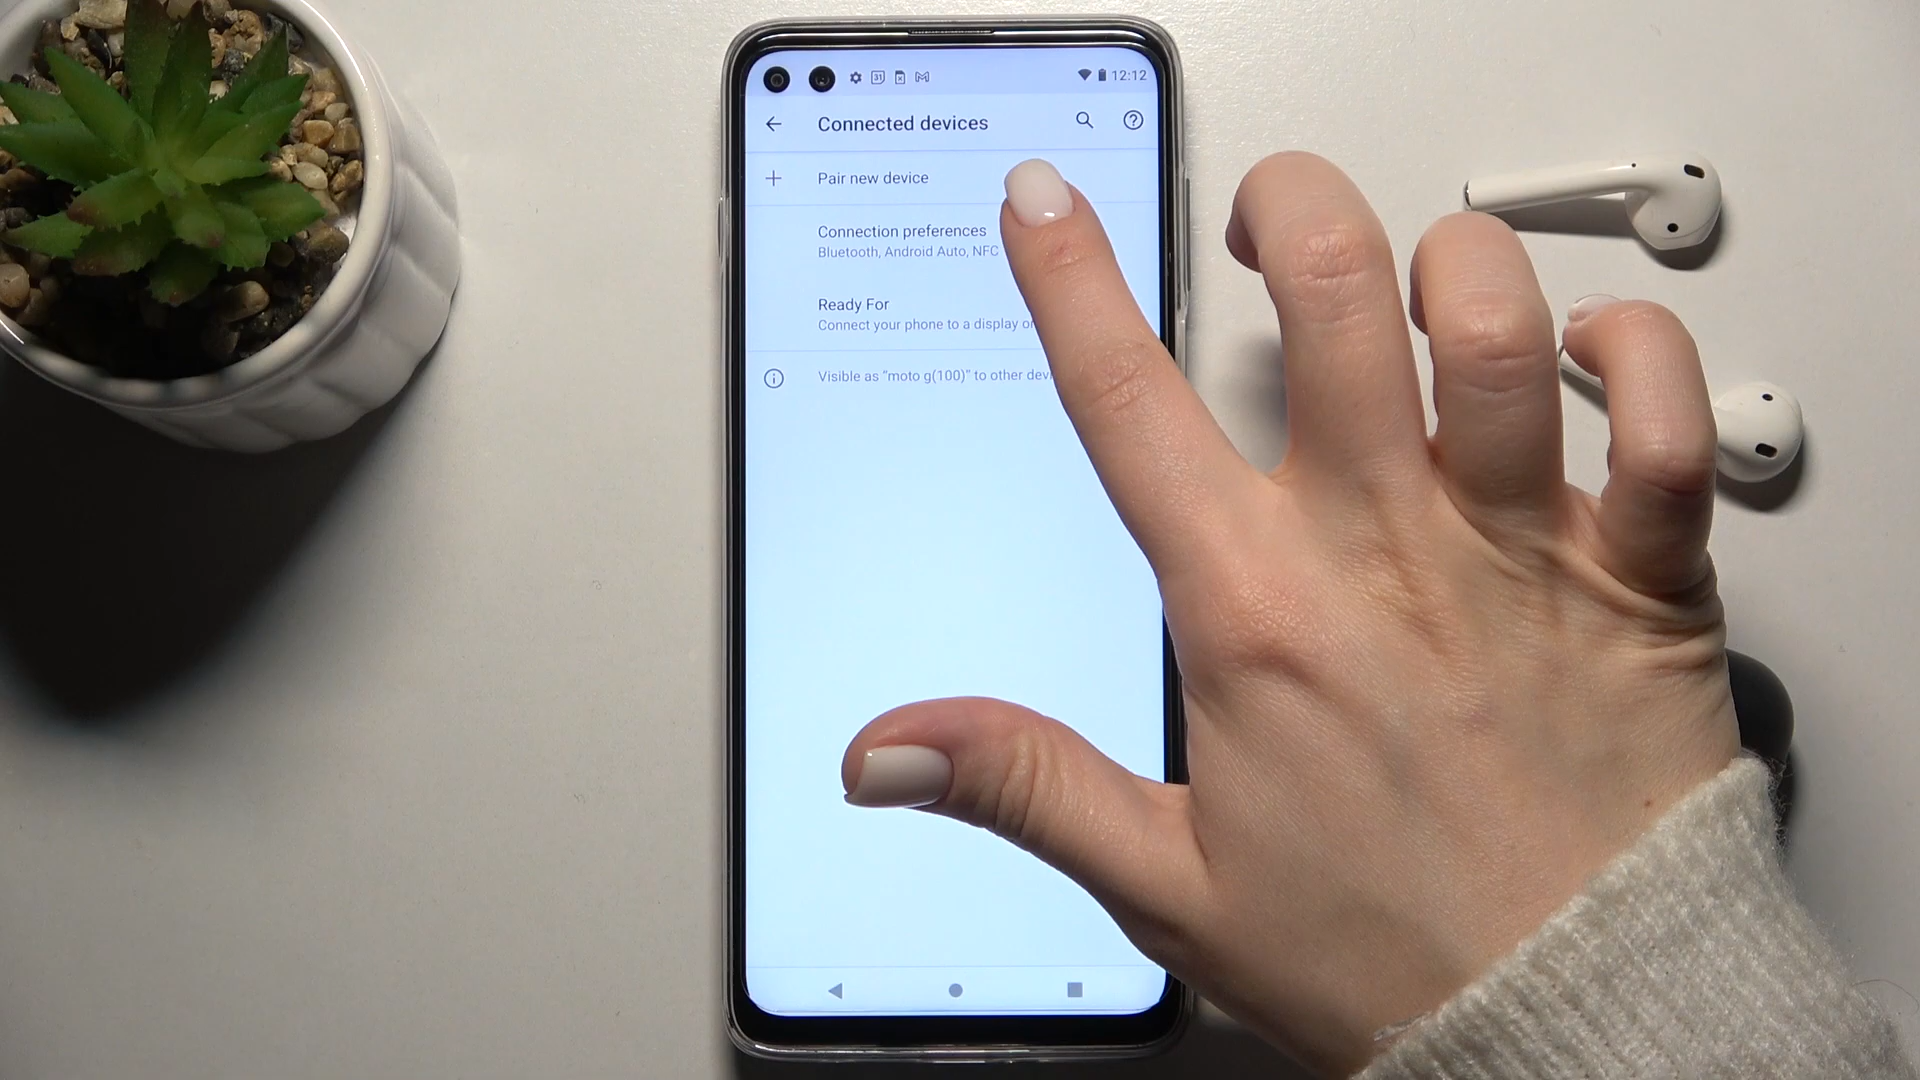 31 12:12
Connected devices
Pair new device
Connection preferences
Bluetooth, Android Auto, NFC
Ready For
Connect your phone to a display
Visible as "moto g(100)" to other